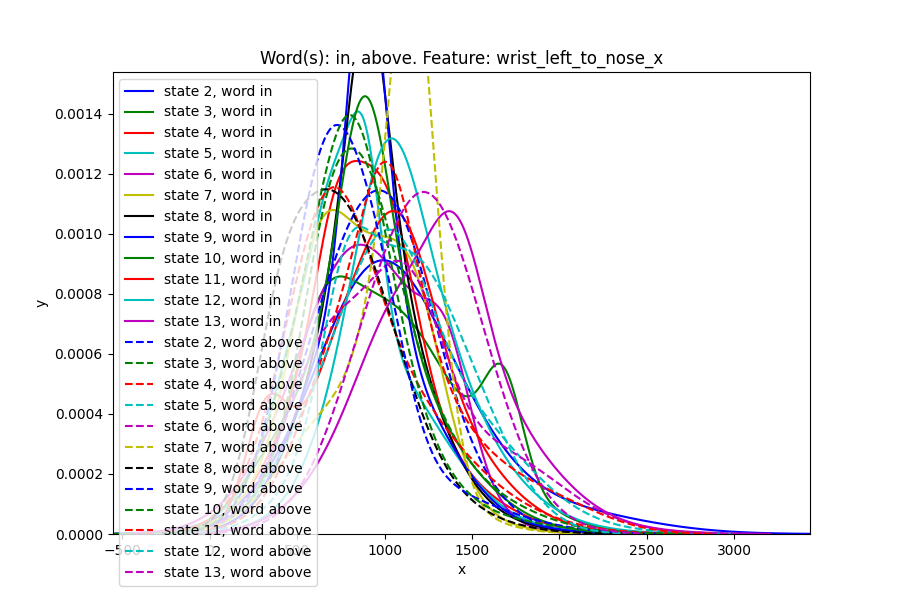 Word(s): in, above. Feature: wrist_left_to_nose_x
y
0.0014
0.0012
0.0010
0.0008
0.0006
0.0004
0.0002
0.0000
state 2, word in
state 3, word in
state 4, word in
state 5, word in
state 6, word in
state 7, word in
state 8, word in
state 9, word in
state 10, word in
state 11, word in
state 12, word in
state 13, word in
state 2, word above
state 3, word above
state 4, word above
state 5, word above
state 6, word above
state 7, word above
state 8, word above
state 9, word above
state 10, word above
state 11, word above
state 12, word above
state 13, word above
−500 0 500 1000 1500 2000 2500 3000
x